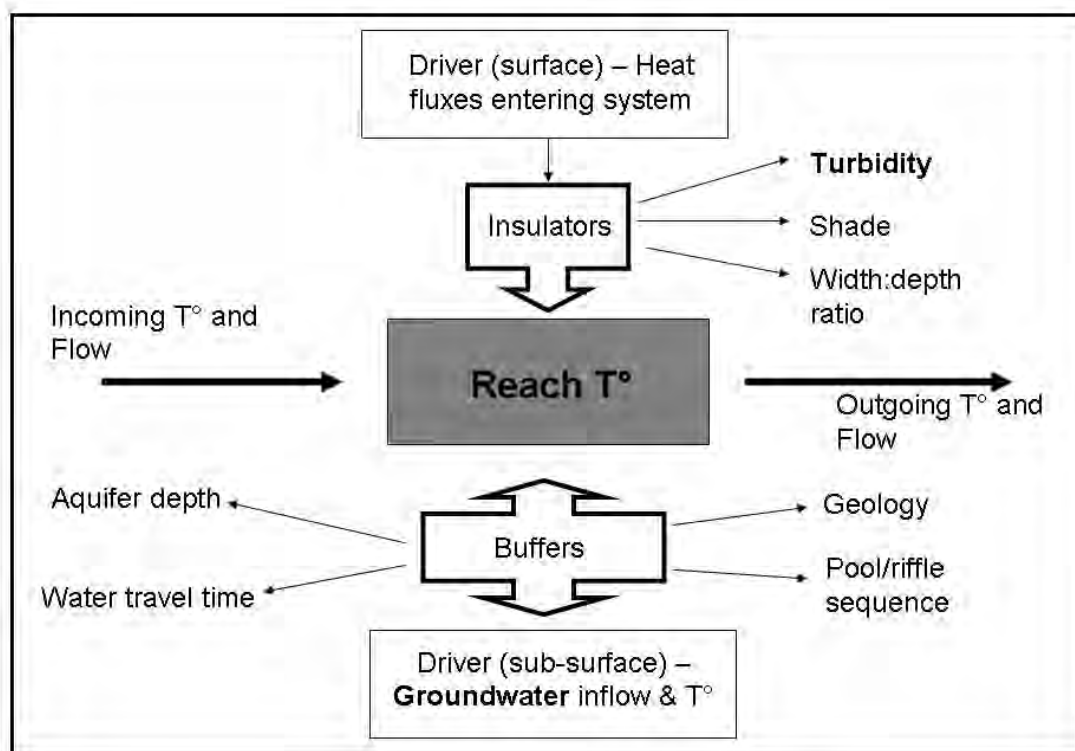 Driver (surface) – Heat
fluxes entering system
Turbidity
Insulators
Shade
Width:depth
ratio
Incoming T° and
Flow
Reach T°
Outgoing T° and
Flow
Aquifer depth
Geology
Buffers
Water travel time
Pool/riffle
sequence
Driver (sub-surface) –
Groundwater inflow & T°